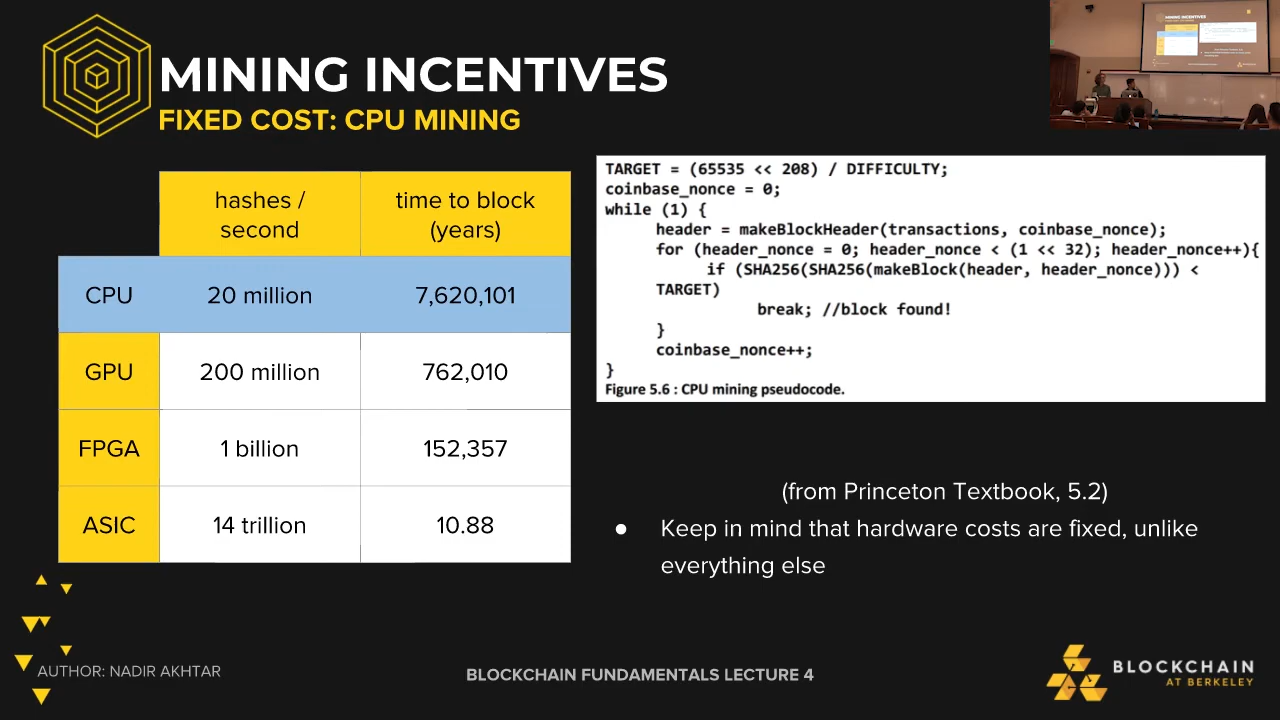 MINING INCENTIVES
FIXED COST: CPU MINING
hashes /
second
time to block
(years)
CPU
20 million
7,620,101
GPU
200 million
762,010
FPGA
1 billion
152,357
ASIC
14 trillion
10.88
TARGET = (65535 << 208) / DIFFICULTY;
coinbase_nonce = 0;
while (1) {
header = makeBlockHeader(transactions, coinbase_nonce);
for (header_nonce = 0; header_nonce < (1 << 32); header_nonce++){
if (SHA256(SHA256(makeBlock(header, header_nonce))) <
TARGET)
break; //block found!
}
coinbase_nonce++;
}
Figure 5.6 : CPU mining pseudocode.
(from Princeton Textbook, 5.2)
● Keep in mind that hardware costs are fixed, unlike
everything else
AUTHOR: NADIR AKHTAR
BLOCKCHAIN FUNDAMENTALS LECTURE 4
BLOCKCHAIN
AT BERKELEY
MINING INCENTIVES